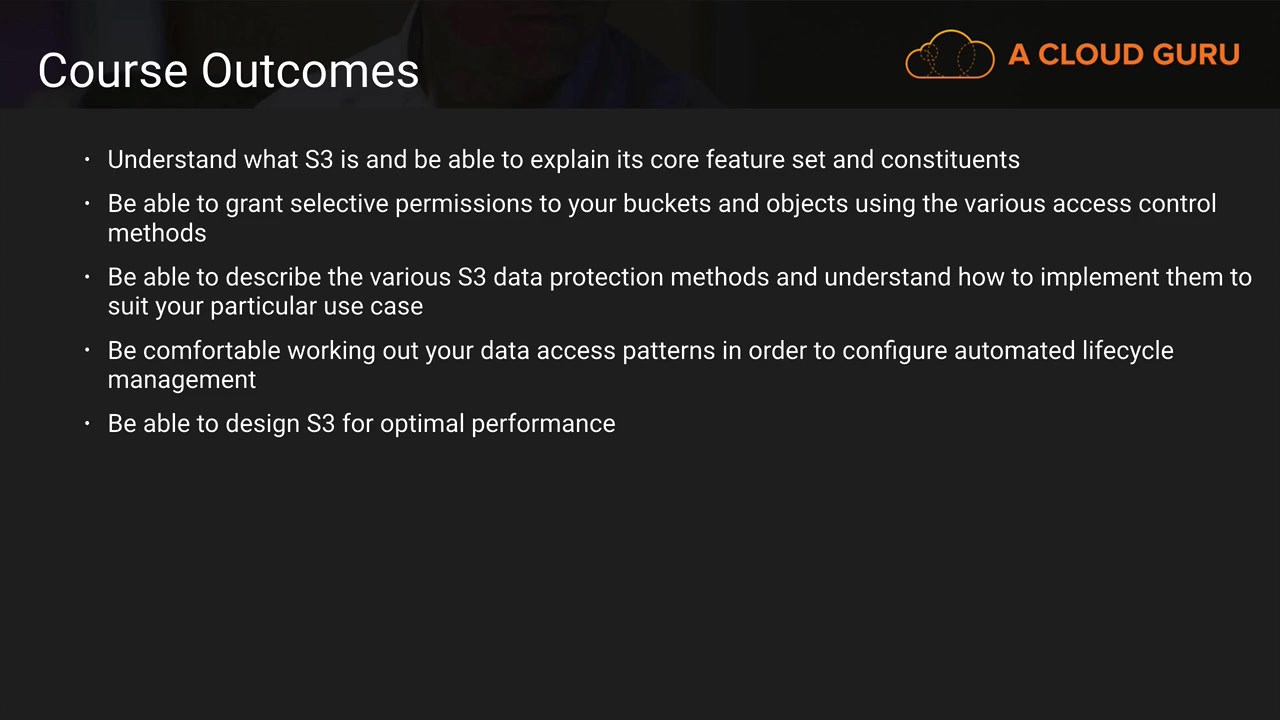 Course Outcomes
A CLOUD GURU
· Understand what S3 is and be able to explain its core feature set and constituents
· Be able to grant selective permissions to your buckets and objects using the various access control
methods
· Be able to describe the various S3 data protection methods and understand how to implement them to
suit your particular use case
· Be comfortable working out your data access patterns in order to configure automated lifecycle
management
· Be able to design S3 for optimal performance